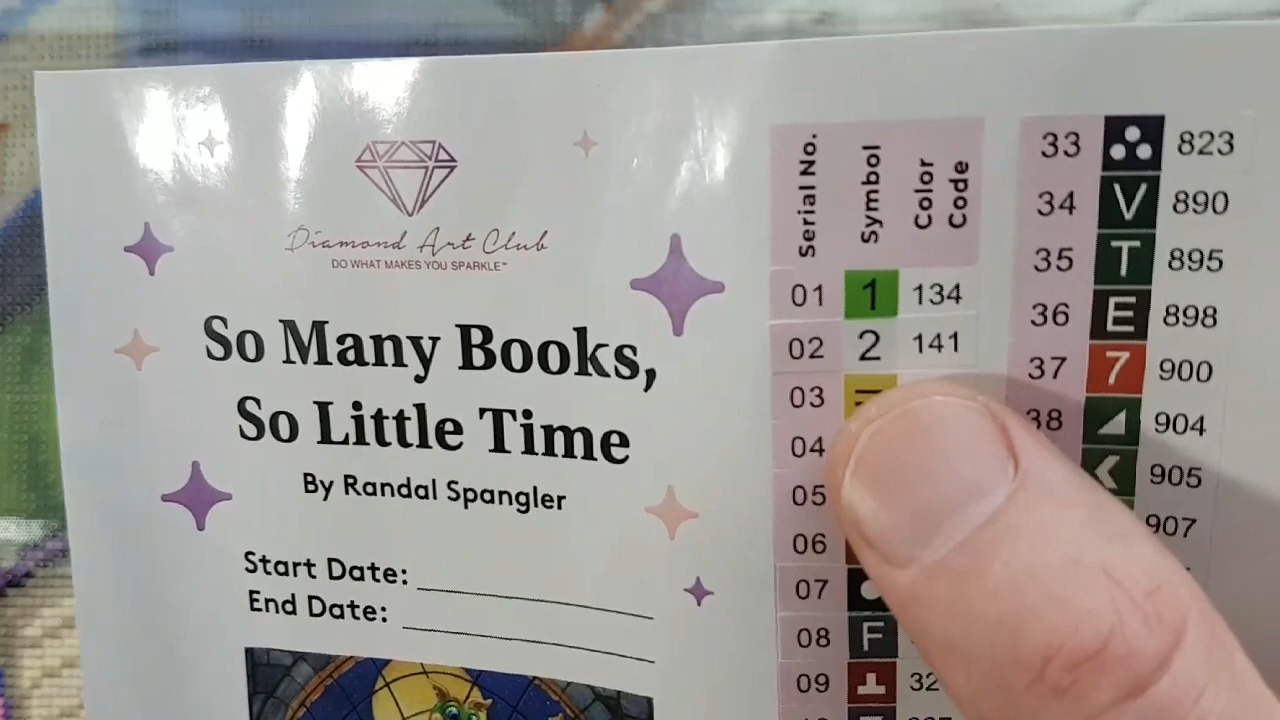 Diamond Art Club
DO WHAT MAKES YOU SPARKLE™
So Many Books,
So Little Time
By Randal Spangler
Start Date:
End Date:
Serial No. Symbol Color Code
01 1 134
02 2 141
03
04
05
06
07
08 F
09
33 823
34 V 890
35 T 895
36 E 898
37 7 900
38 904
905
907